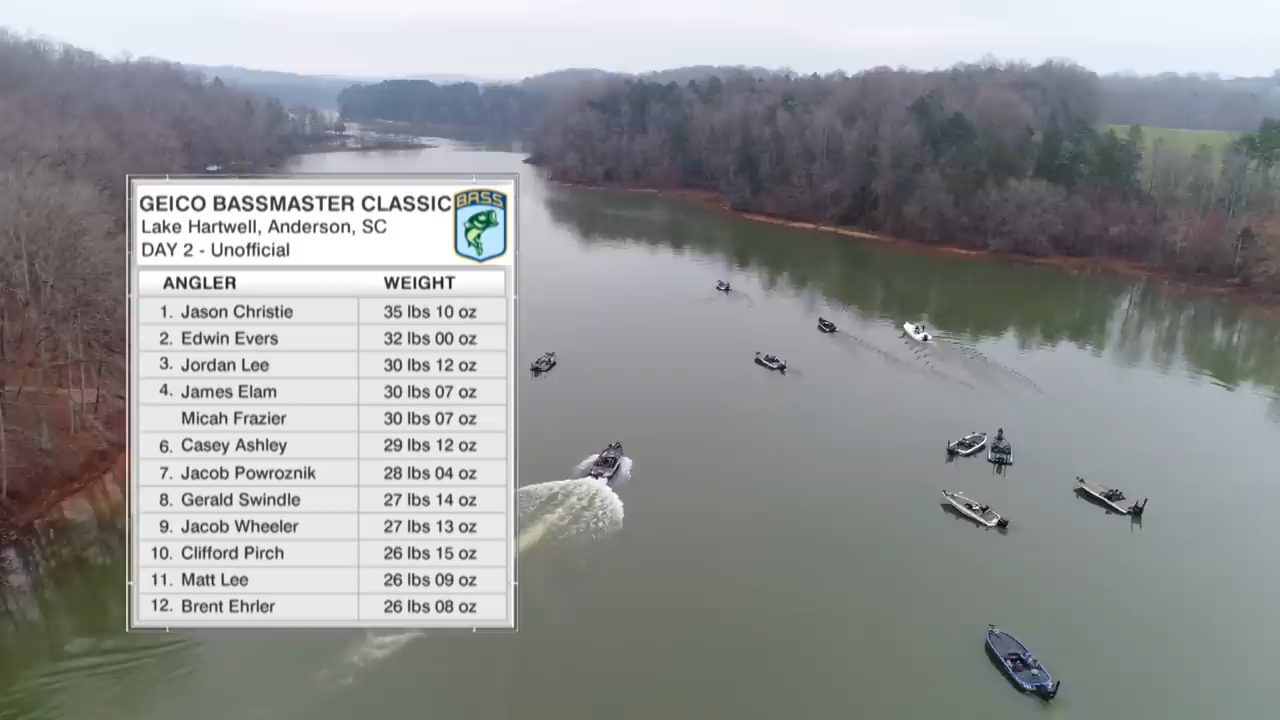 GEICO BASSMASTER CLASSIC
BASS
Lake Hartwell, Anderson, SC
DAY 2 - Unofficial
ANGLER WEIGHT
1. Jason Christie 35 lbs 10 oz
2. Edwin Evers 32 lbs 00 oz
3. Jordan Lee 30 lbs 12 oz
4. James Elam 30 lbs 07 oz
Micah Frazier 30 lbs 07 oz
6. Casey Ashley 29 lbs 12 oz
7. Jacob Powroznik 28 lbs 04 oz
8. Gerald Swindle 27 lbs 14 oz
9. Jacob Wheeler 27 lbs 13 oz
10. Clifford Pirch 26 lbs 15 oz
11. Matt Lee 26 lbs 09 oz
12. Brent Ehrler 26 lbs 08 oz